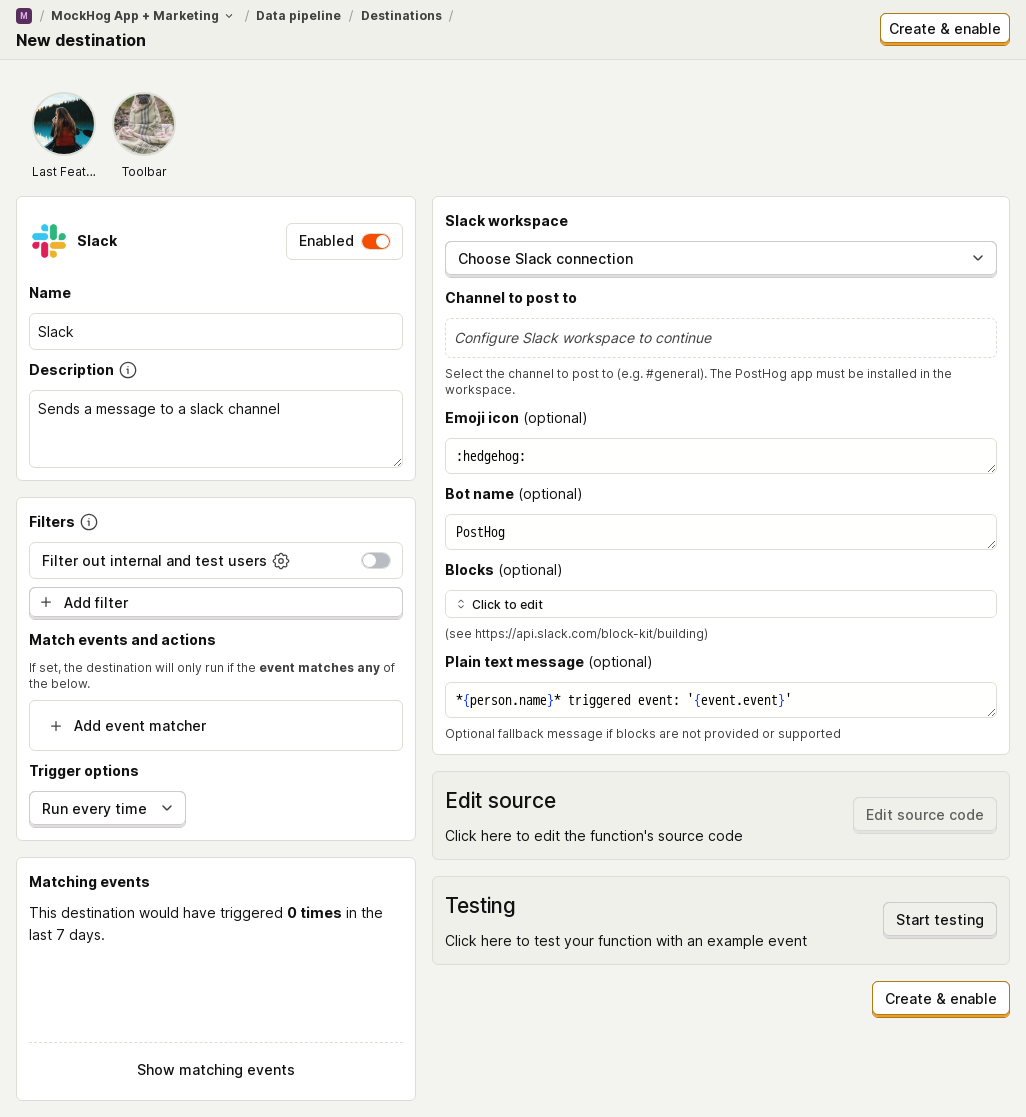 M / MockHog App + Marketing / Data pipeline / Destinations /
New destination
Create & enable
Last Feat...
Toolbar
Slack
Enabled
Name
Slack
Description
Sends a message to a slack channel
Filters
Filter out internal and test users
Add filter
Match events and actions
If set, the destination will only run if the event matches any of
the below.
Add event matcher
Trigger options
Run every time
Matching events
This destination would have triggered 0 times in the
last 7 days.
Show matching events
Slack workspace
Choose Slack connection
Channel to post to
Configure Slack workspace to continue
Select the channel to post to (e.g. #general). The PostHog app must be installed in the
workspace.
Emoji icon (optional)
:hedgehog:
Bot name (optional)
PostHog
Blocks (optional)
Click to edit
(see https://api.slack.com/block-kit/building)
Plain text message (optional)
*{person.name}* triggered event: '{event.event}'
Optional fallback message if blocks are not provided or supported
Edit source
Click here to edit the function's source code
Edit source code
Testing
Click here to test your function with an example event
Start testing
Create & enable